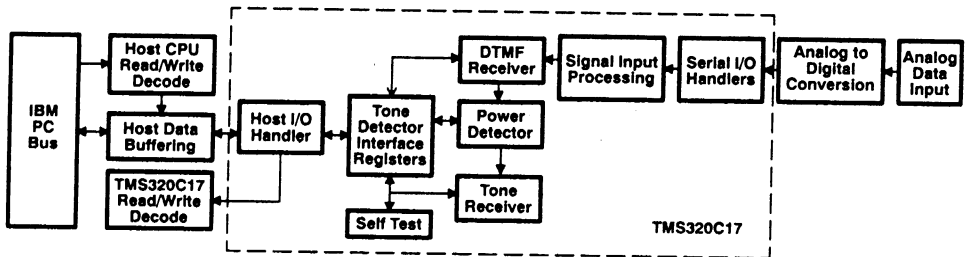 IBM
PC
Bus
Host CPU
Read/Write
Decode
Host Data
Buffering
TMS320C17
Read/Write
Decode
Host I/O
Handler
Tone
Detector
Interface
Registers
Self Test
DTMF
Receiver
Power
Detector
Tone
Receiver
Signal Input
Processing
Serial I/O
Handlers
Analog to
Digital
Conversion
Analog
Data
Input
TMS320C17